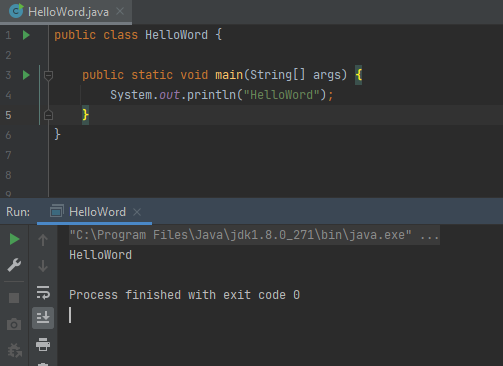 HelloWord.java
1 public class HelloWord {
2
3 public static void main(String[] args) {
4 System.out.println("HelloWord");
5 }
6 }
7
8
9
Run: HelloWord
"C:\Program Files\Java\jdk1.8.0_271\bin\java.exe" ...
HelloWord
Process finished with exit code 0